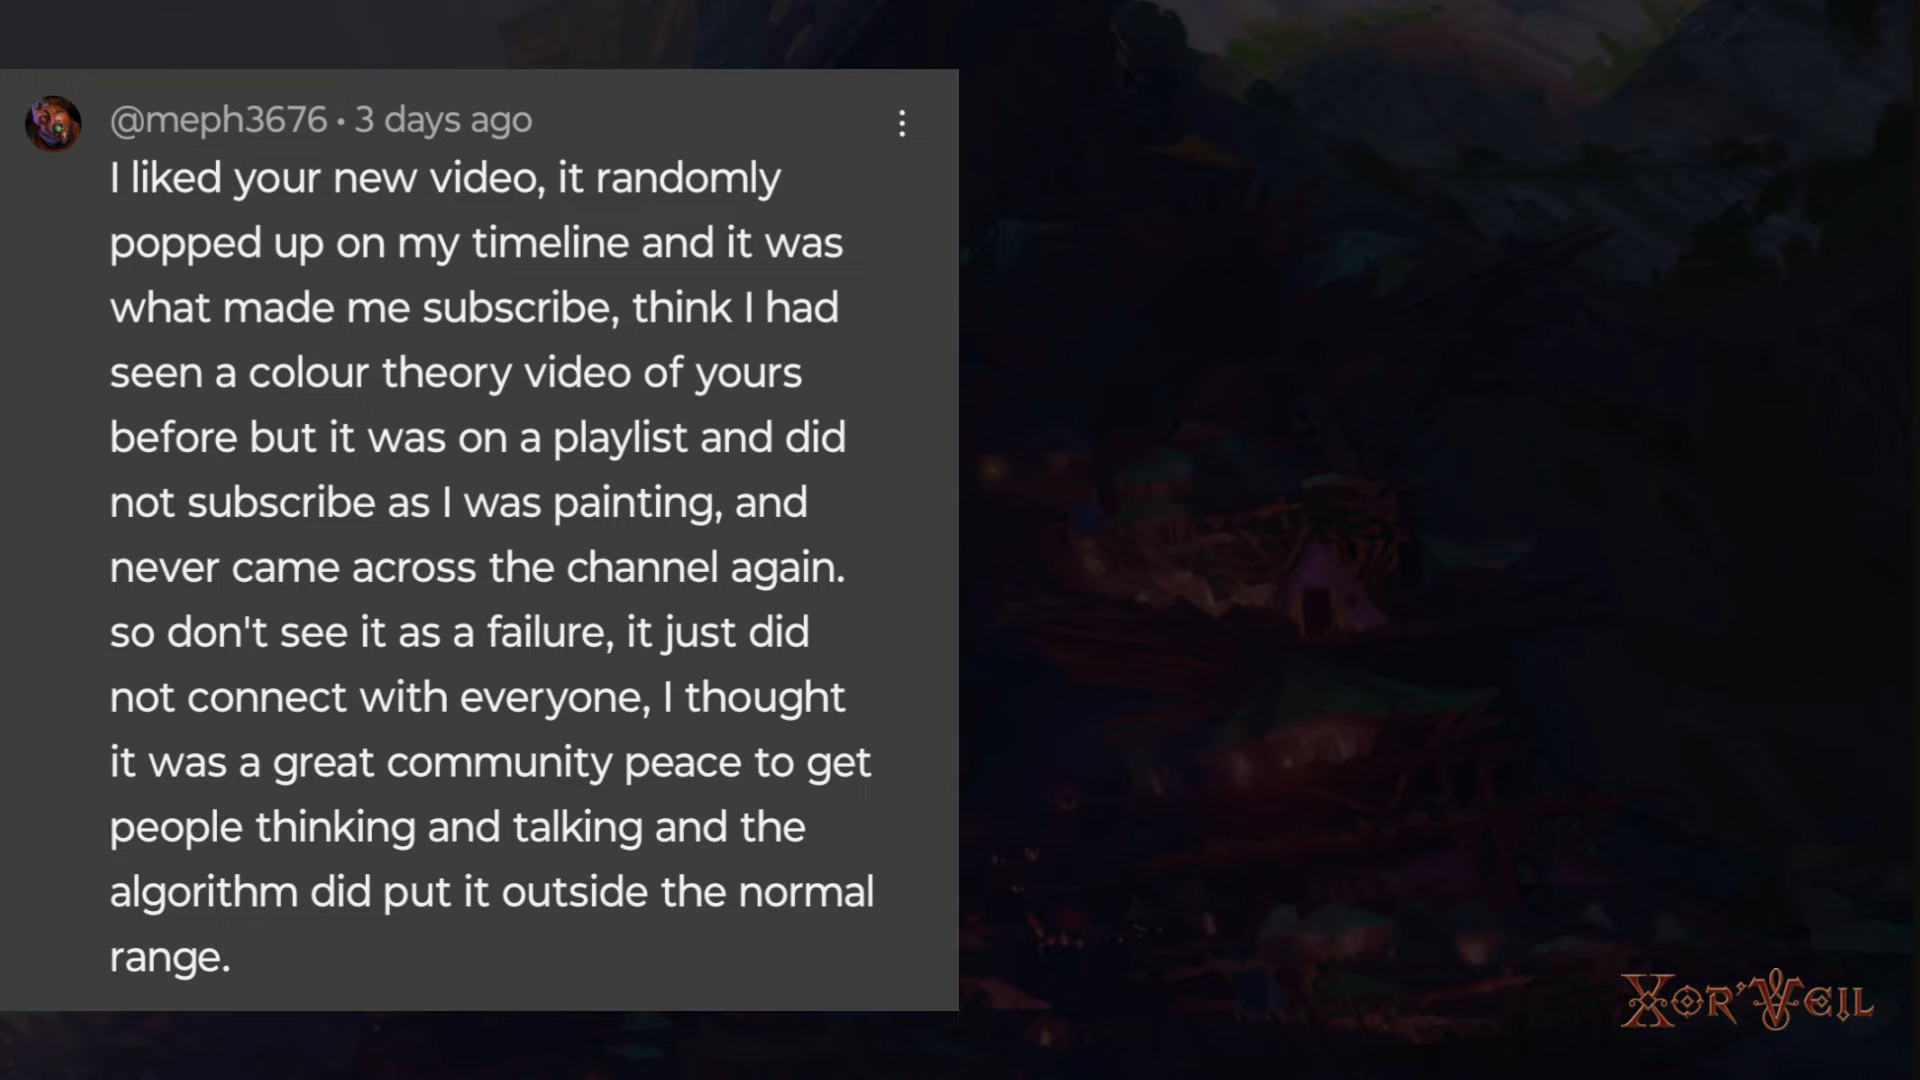 @meph3676 • 3 days ago
I liked your new video, it randomly
popped up on my timeline and it was
what made me subscribe, think I had
seen a colour theory video of yours
before but it was on a playlist and did
not subscribe as I was painting, and
never came across the channel again.
so don't see it as a failure, it just did
not connect with everyone, I thought
it was a great community peace to get
people thinking and talking and the
algorithm did put it outside the normal
range.
Xor'Veil